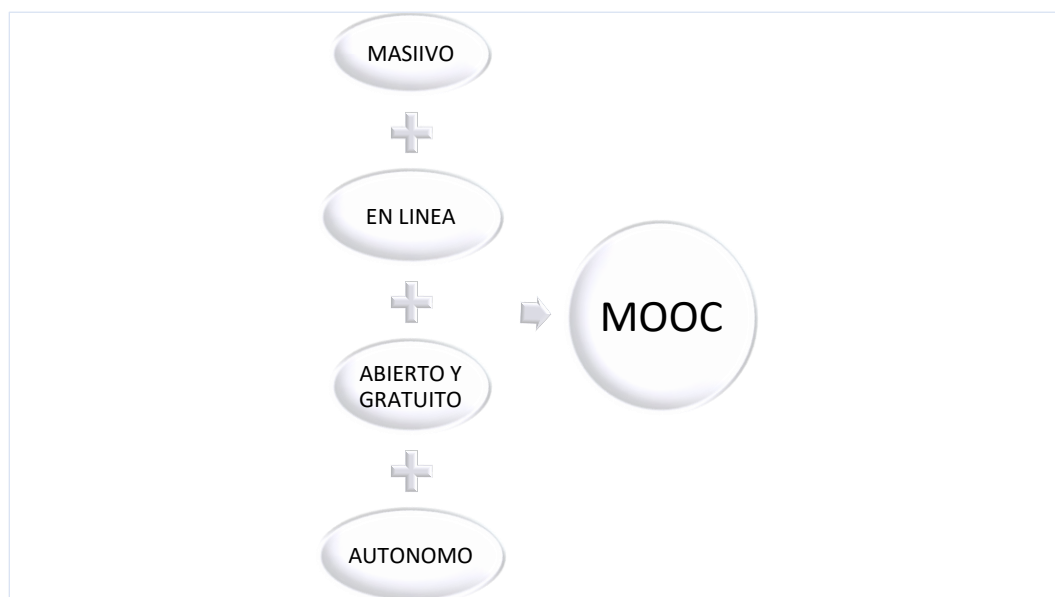 MASIIVO
EN LINEA
ABIERTO Y
GRATUITO
AUTONOMO
MOOC